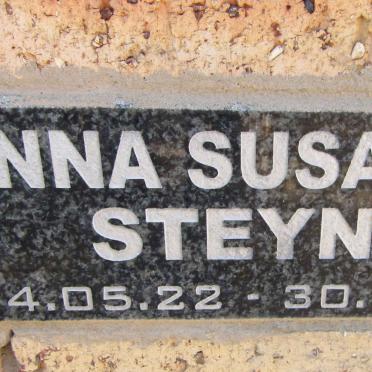 NNA SUSA
STEYN
4.05.22 - 30.